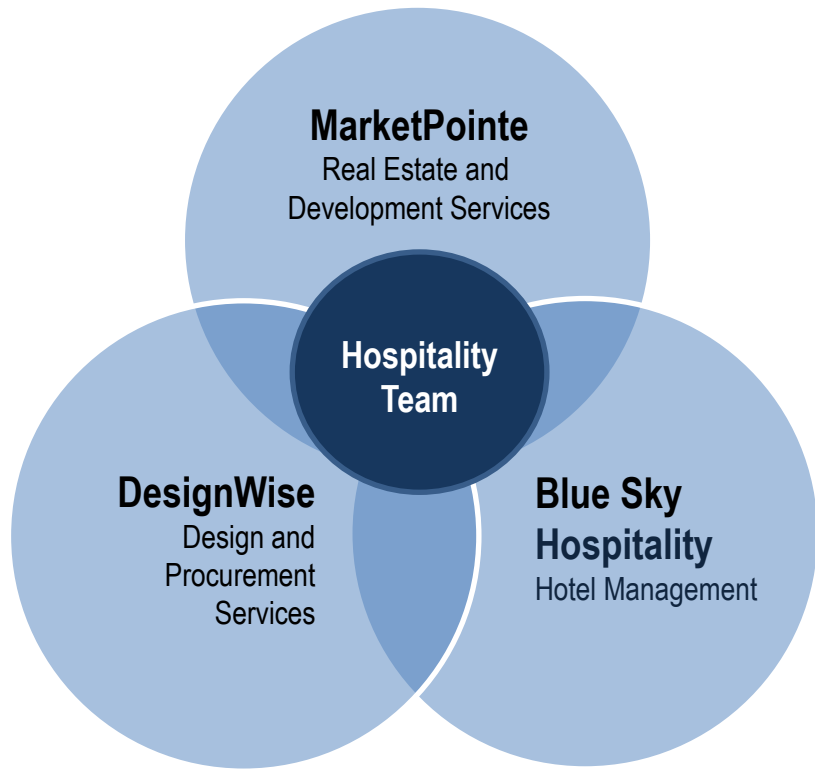 MarketPointe
Real Estate and
Development Services
Hospitality
Team
DesignWise
Design and
Procurement
Services
Blue Sky
Hospitality
Hotel Management